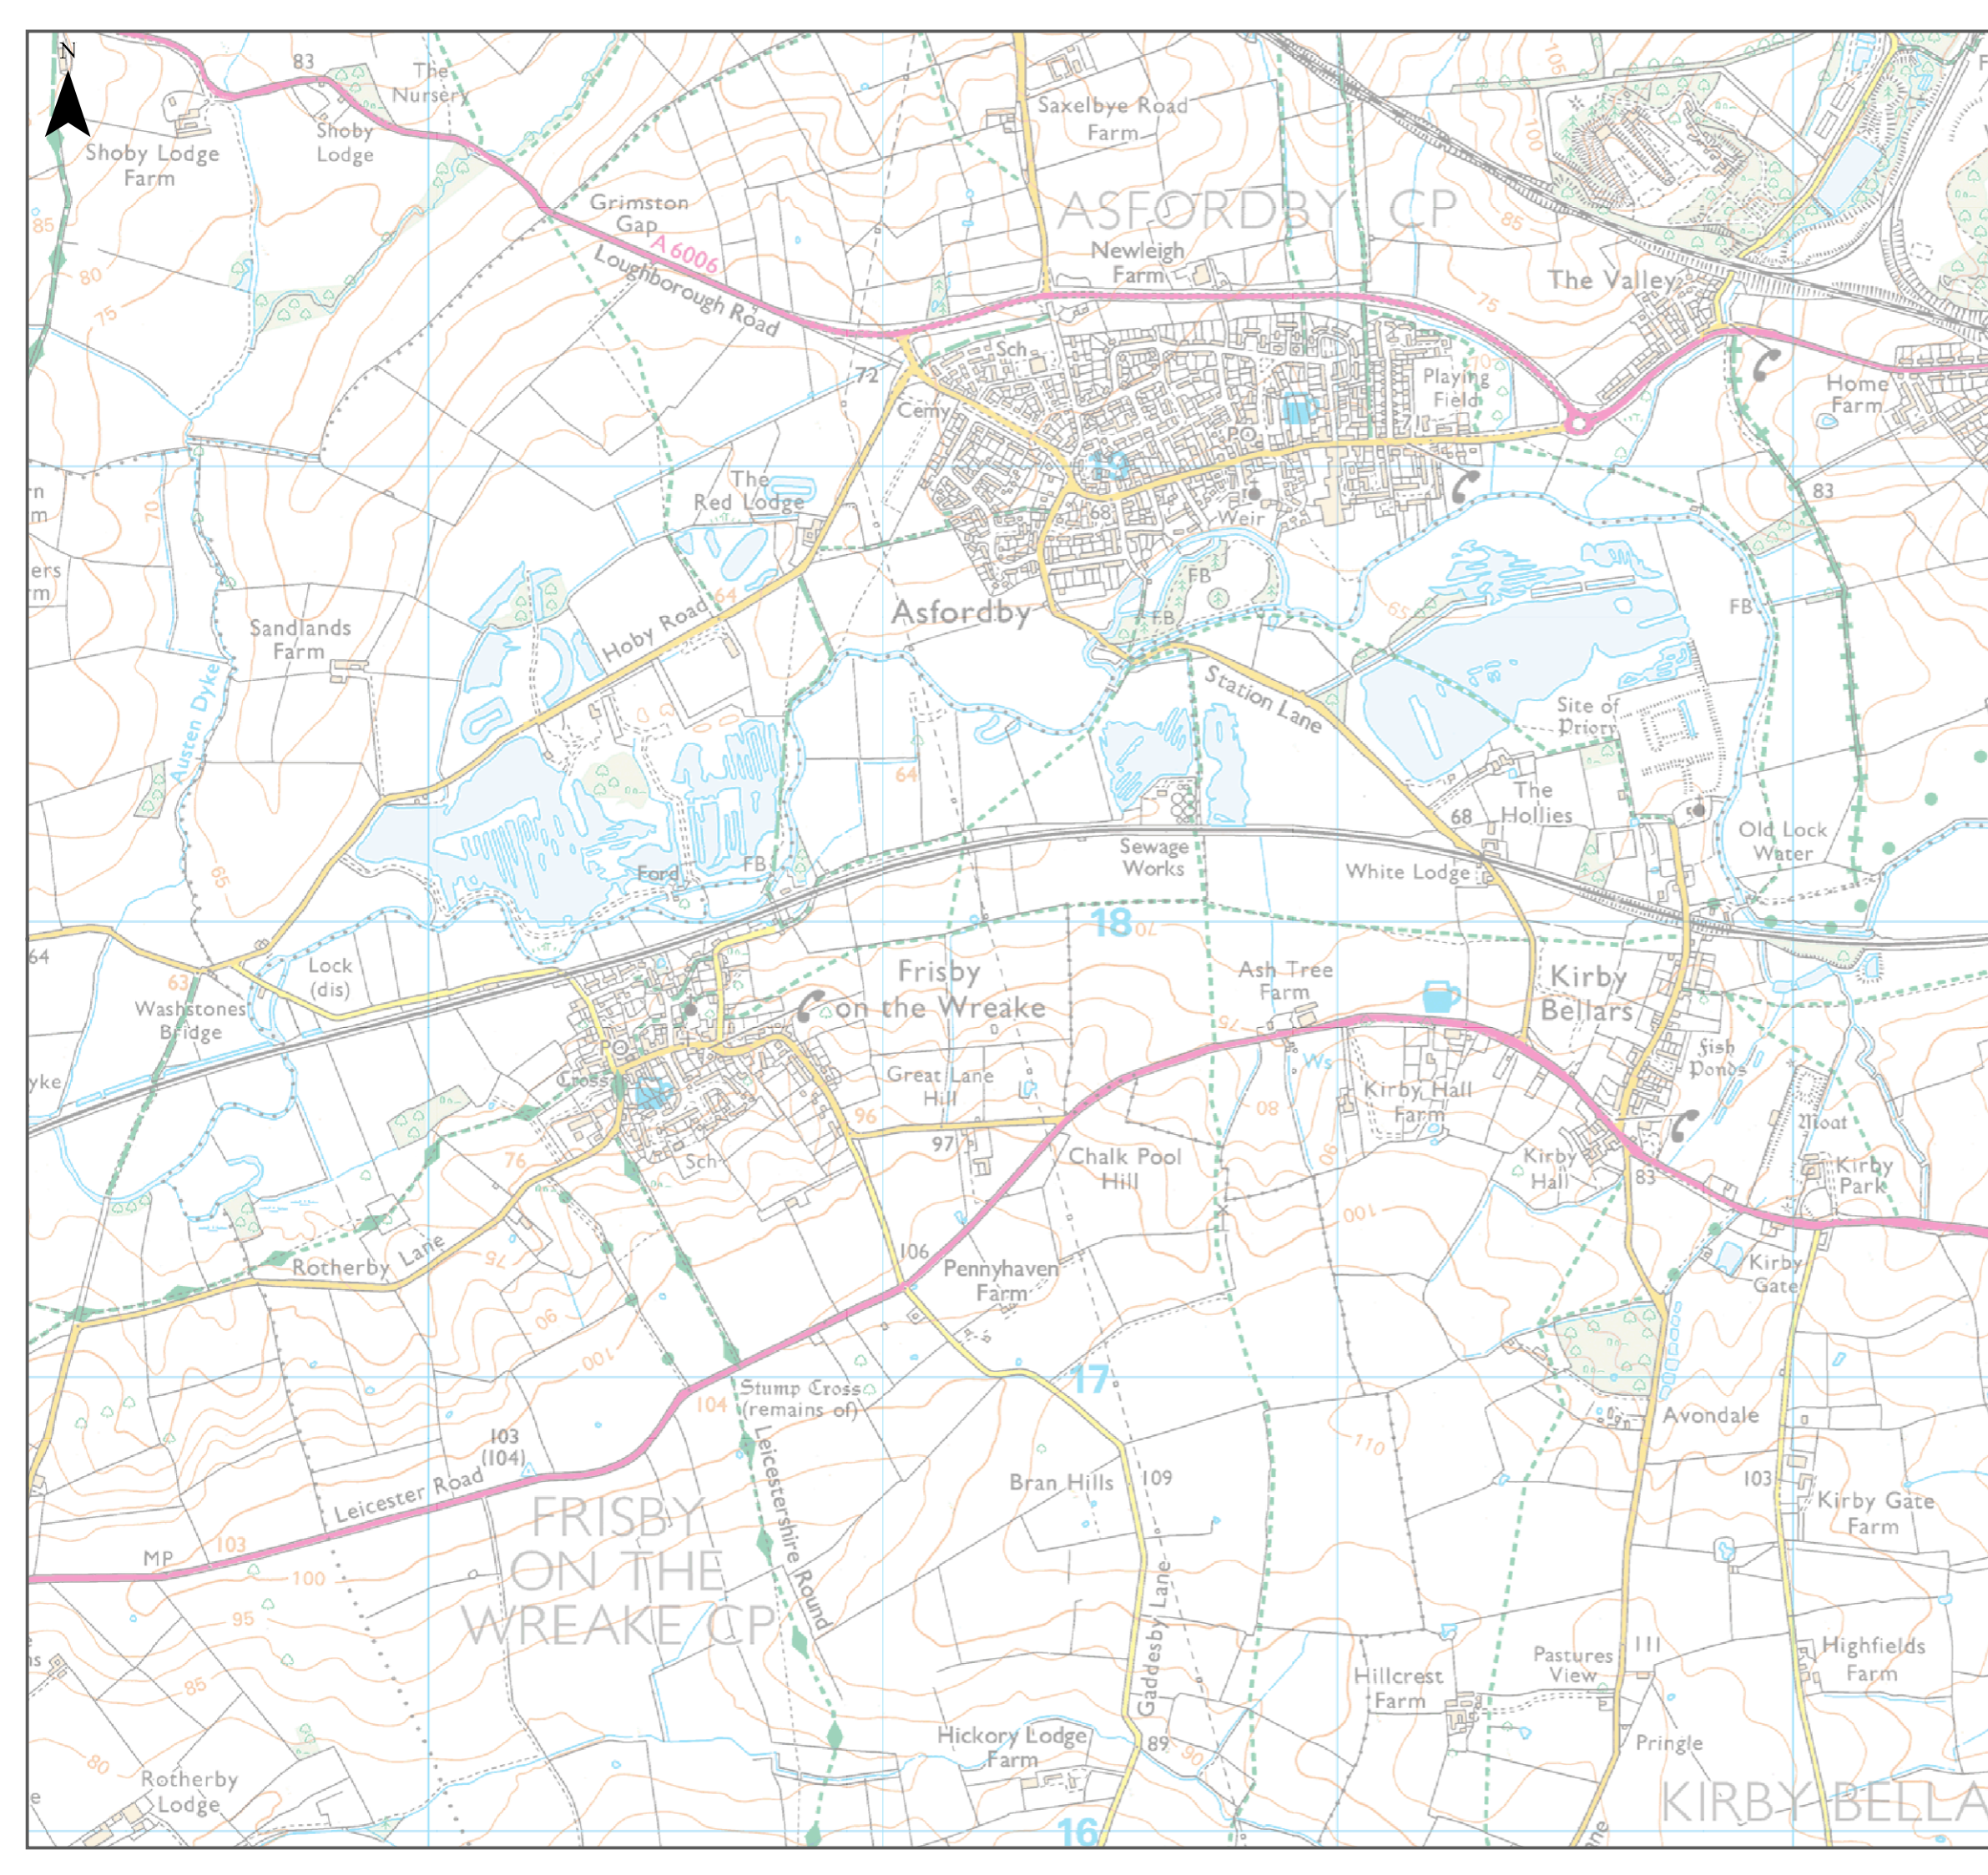 N
83
The
Nursery
105
Saxelbye Road
Farm
100
Shoby Lodge
Farm
Shoby
Lodge
Grimston
Gap
ASFORDBY CP
85
85
A 6006
Newleigh
Farm
80
The Valley
75
75
Loughborough Road
Sch
72
Playing
Field
Home
Farm
Cemy
71
PO
19
The
Red Lodge
83
70
68
Weir
FB
64
65
FB
Asfordby
FB
Sandlands
Farm
Hoby Road
Austen Dyke
Station Lane
Site of
Priory
64
The
Hollies
68
Old Lock
Water
Sewage
Works
White Lodge
65
Ford
FB
18
70
64
Lock
(dis)
63
Frisby
on the Wreake
Ash Tree
Farm
Kirby
Bellars
Washstones
Bridge
75
PO
Fish
Ponds
Ws
yke
Cross
Great Lane
Hill
Kirby Hall
Farm
96
80
97
Moat
90
76
Sch
Chalk Pool
Hill
Kirby
Hall
83
Kirby
Park
100
106
75
Rotherby Lane
Pennyhaven
Farm
Kirby
Gate
90
100
17
104
Stump Cross
(remains of)
Avondale
110
103
(104)
Leicester Road
Bran Hills
109
103
Kirby Gate
Farm
Leicestershire Round
FRISBY
ON THE
WREAKE CP
MP
103
100
95
Gaddesby Lane
Pastures
View
111
Highfields
Farm
Hillcrest
Farm
85
Hickory Lodge
Farm
89
90
Pringle
80
Rotherby
Lodge
KIRBY BELLA
16